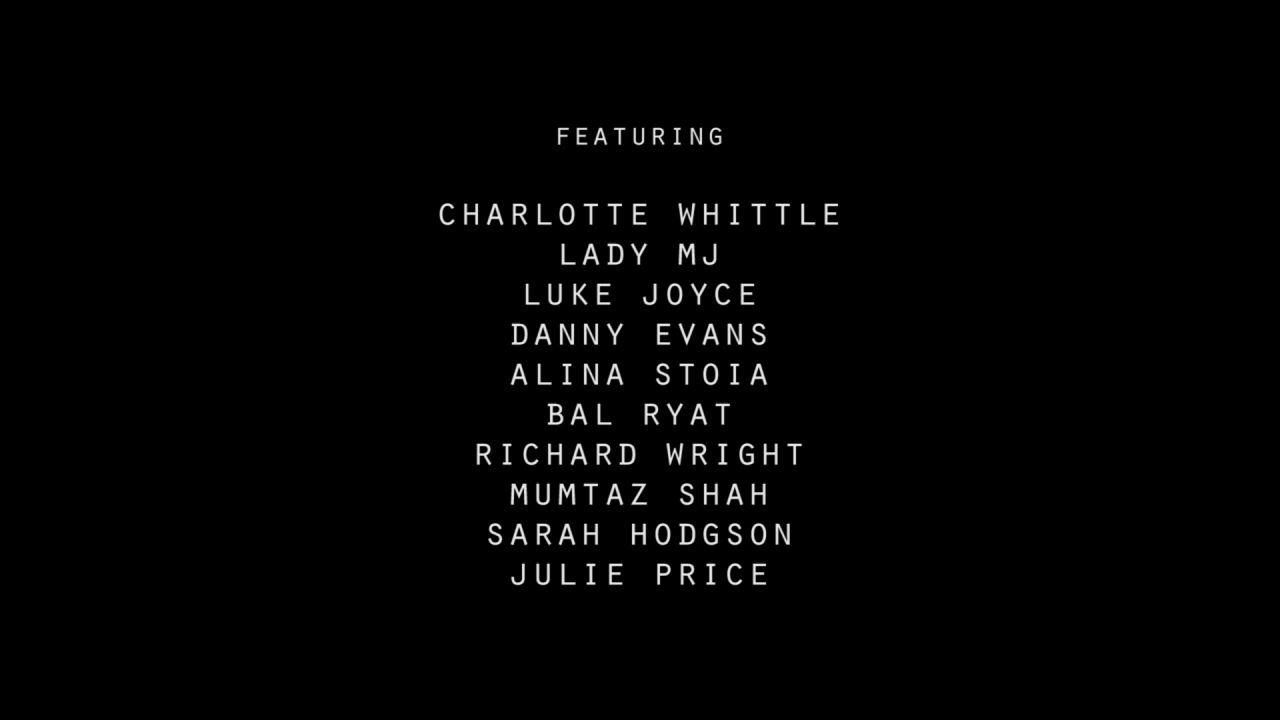 FEATURING
CHARLOTTE WHITTLE
LADY MJ
LUKE JOYCE
DANNY EVANS
ALINA STOIA
BAL RYAT
RICHARD WRIGHT
MUMTAZ SHAH
SARAH HODGSON
JULIE PRICE